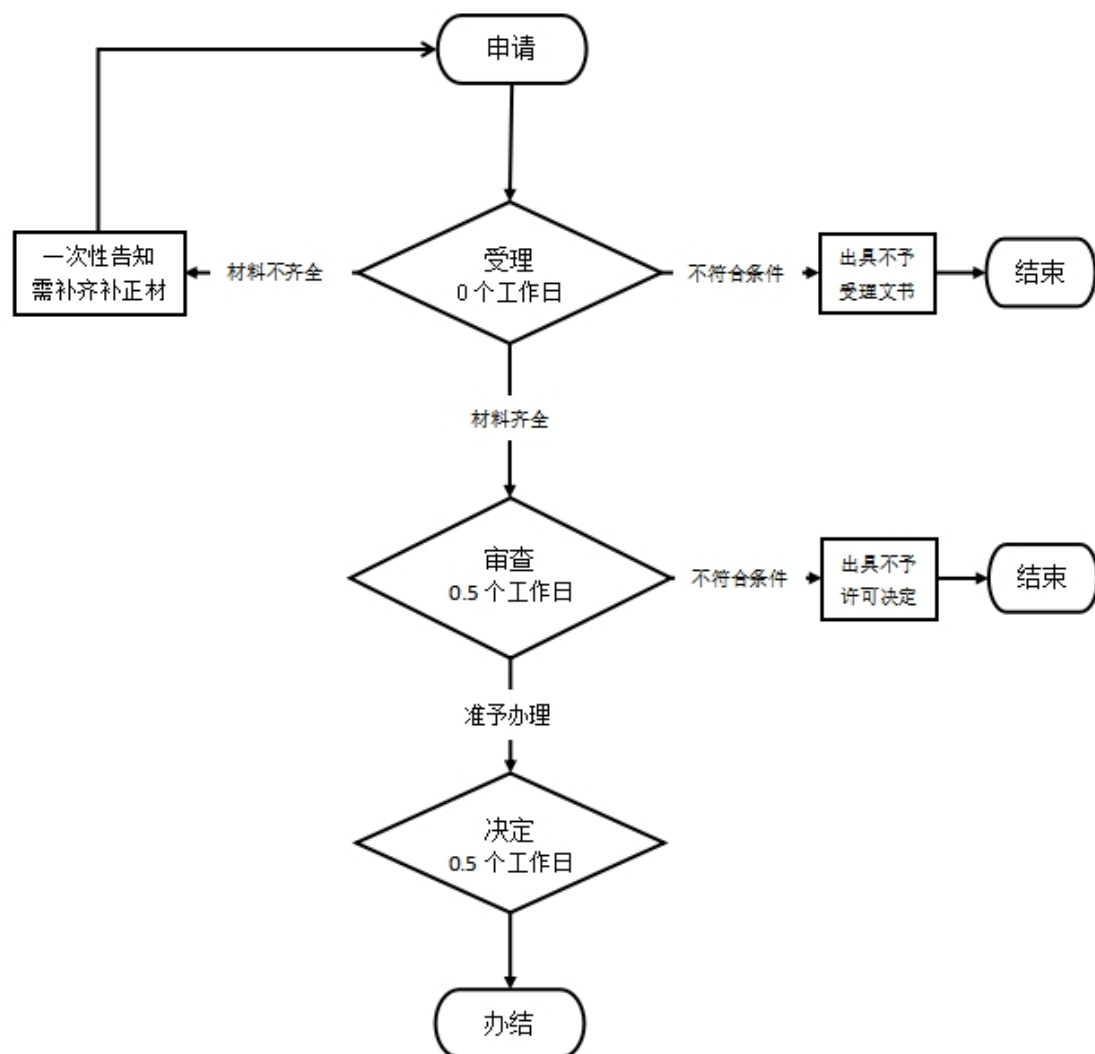 申请
一次性告知
需补齐补正材
材料不齐全
受理
0 个工作日
不符合条件
出具不予
受理文书
结束
材料齐全
审查
0.5 个工作日
不符合条件
出具不予
许可决定
结束
准予办理
决定
0.5 个工作日
办结